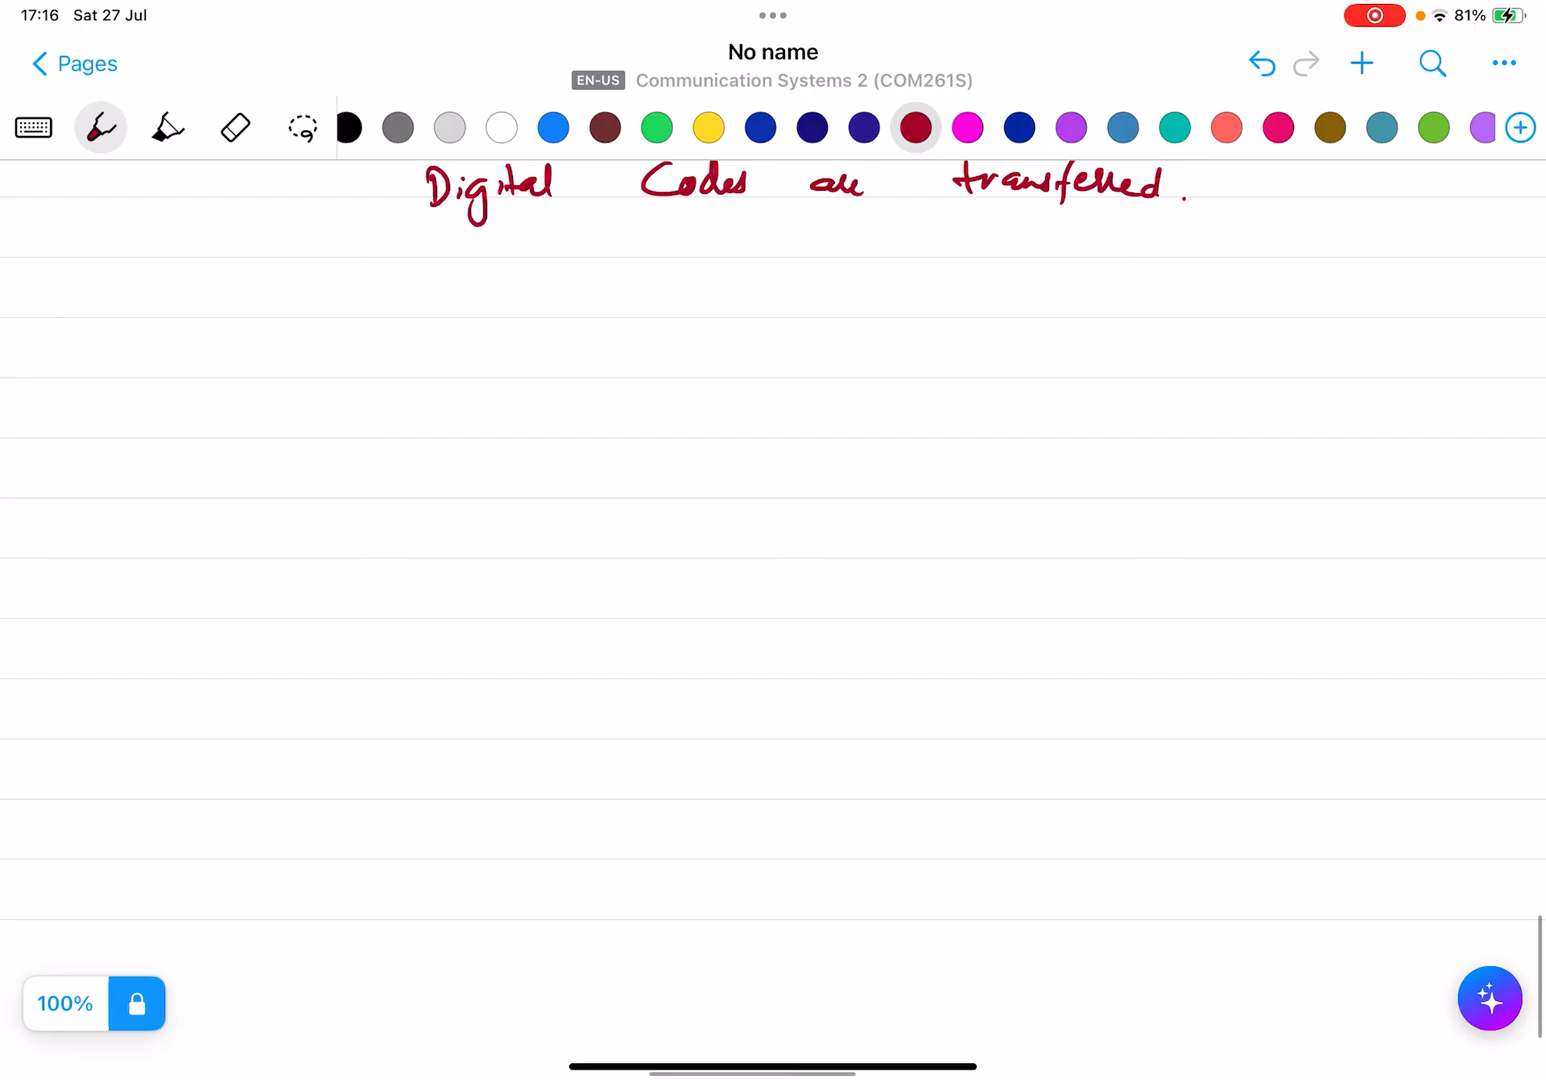 17:16 Sat 27 Jul
81%
Pages
No name
EN-US Communication Systems 2 (COM261S)
Digital Codes are transferred.
100%